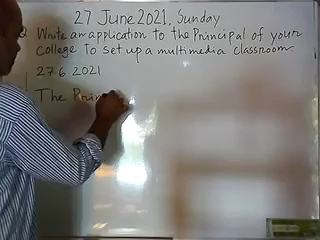 27 June 2021, Sunday
Write an application to the Principal of your
College to set up a multimedia classroom.
27.6.2021
The Prin